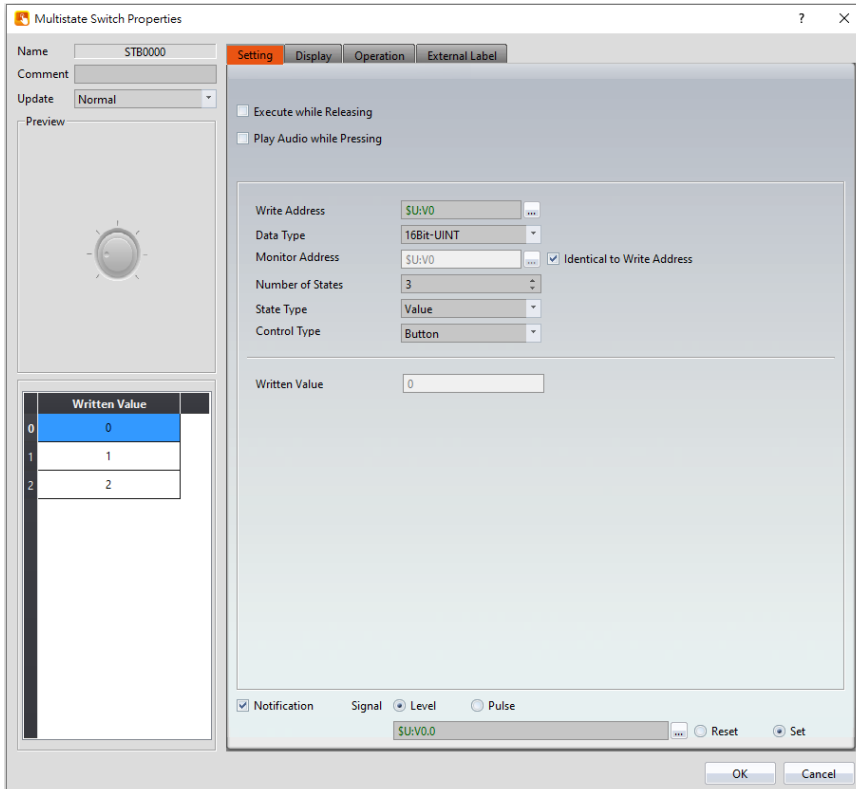 Multistate Switch Properties ?
Name STB0000
Comment
Update Normal
Preview
Setting Display Operation External Label
Execute while Releasing
Play Audio while Pressing
Write Address $U:V0 ...
Data Type 16Bit-UINT
Monitor Address $U:V0 ... Identical to Write Address
Number of States 3
State Type Value
Control Type Button
Written Value 0
Written Value
0 0
1 1
2 2
Notification Signal Level Pulse
$U:V0.0 ... Reset Set
OK Cancel